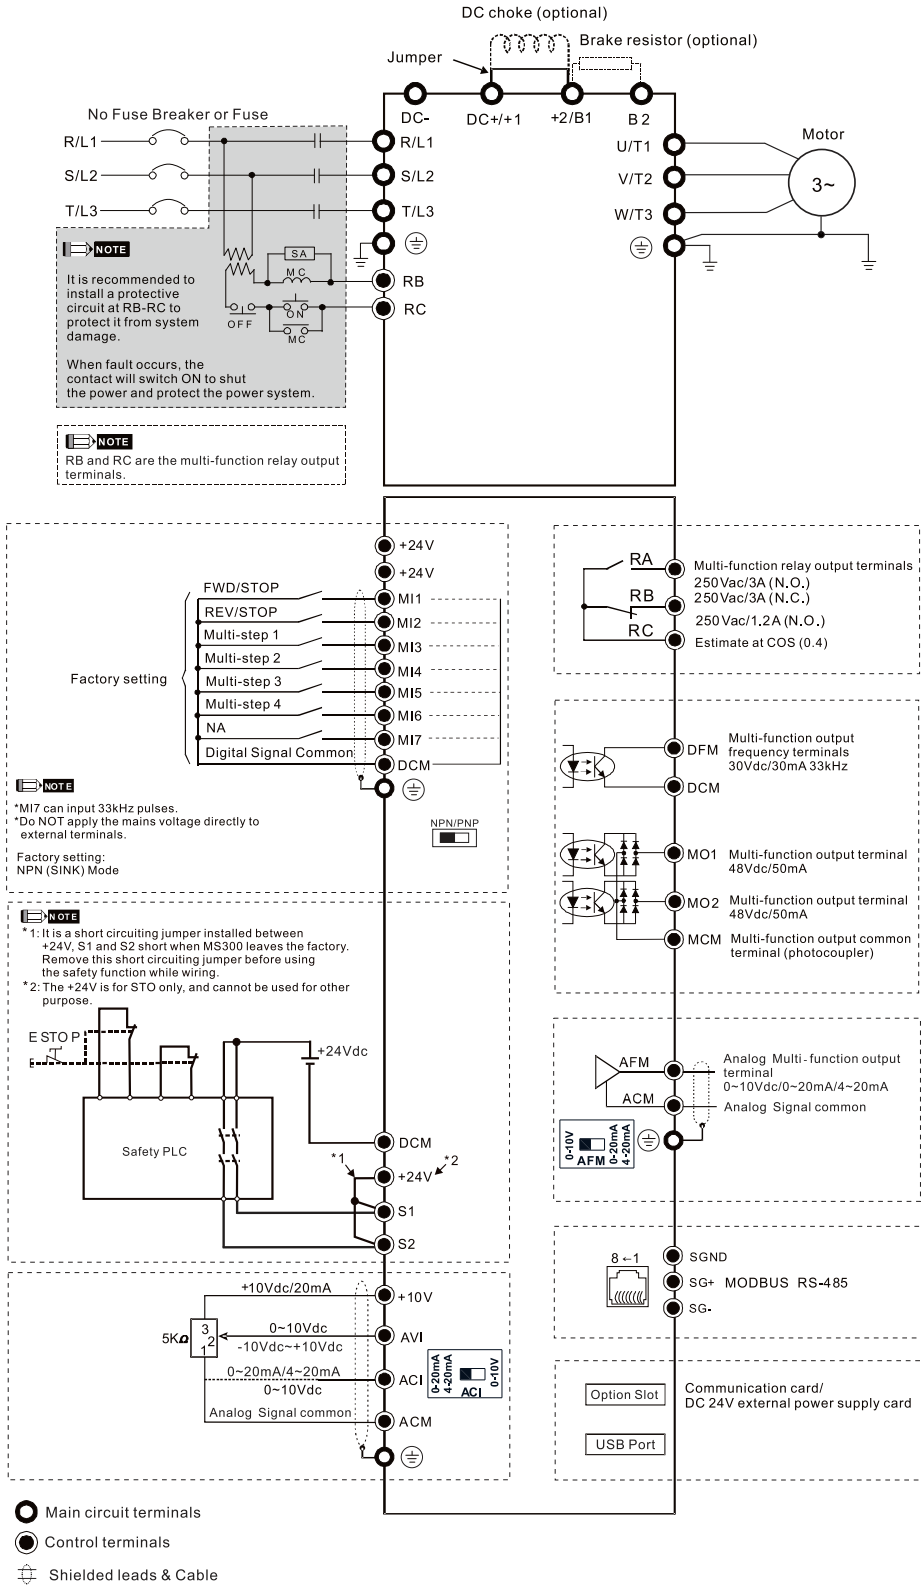 DC choke (optional)
Jumper
Brake resistor (optional)
No Fuse Breaker or Fuse
DC-
DC+/+1
+2/B1
B2
R/L1
R/L1
U/T1
Motor
S/L2
S/L2
V/T2
3~
T/L3
T/L3
W/T3
NOTE
It is recommended to
install a protective
circuit at RB-RC to
protect it from system
damage.
When fault occurs, the
contact will switch ON to shut
the power and protect the power system.
SA
MC
RB
OFF
ON
MC
RC
NOTE
RB and RC are the multi-function relay output
terminals.
+24V
+24V
FWD/STOP
MI1
REV/STOP
MI2
Multi-step 1
MI3
Multi-step 2
MI4
Factory setting
Multi-step 3
MI5
Multi-step 4
MI6
NA
MI7
Digital Signal Common
DCM
NOTE
*MI7 can input 33kHz pulses.
*Do NOT apply the mains voltage directly to
external terminals.
Factory setting:
NPN (SINK) Mode
NPN/PNP
RA
Multi-function relay output terminals
250Vac/3A (N.O.)
RB
250Vac/3A (N.C.)
250Vac/1.2A (N.O.)
RC
Estimate at COS (0.4)
DFM
Multi-function output
frequency terminals
30Vdc/30mA 33kHz
DCM
MO1
Multi-function output terminal
48Vdc/50mA
MO2
Multi-function output terminal
48Vdc/50mA
MCM
Multi-function output common
terminal (photocoupler)
NOTE
*1: It is a short circuiting jumper installed between
+24V, S1 and S2 short when MS300 leaves the factory.
Remove this short circuiting jumper before using
the safety function while wiring.
*2: The +24V is for STO only, and cannot be used for other
purpose.
ESTOP
+24Vdc
Safety PLC
DCM
*1
*2
+24V
S1
S2
AFM
Analog Multi-function output
terminal
0~10Vdc/0~20mA/4~20mA
ACM
Analog Signal common
0-10V
AFM
0-20mA
4-20mA
8←1
SGND
SG+
MODBUS RS-485
SG-
+10Vdc/20mA
+10V
5KΩ
3
2
1
0~10Vdc
-10Vdc~+10Vdc
AVI
0~20mA/4~20mA
0~10Vdc
ACI
0-20mA
4-20mA
ACI
0-10V
Analog Signal common
ACM
Option Slot
Communication card/
DC 24V external power supply card
USB Port
Main circuit terminals
Control terminals
Shielded leads & Cable